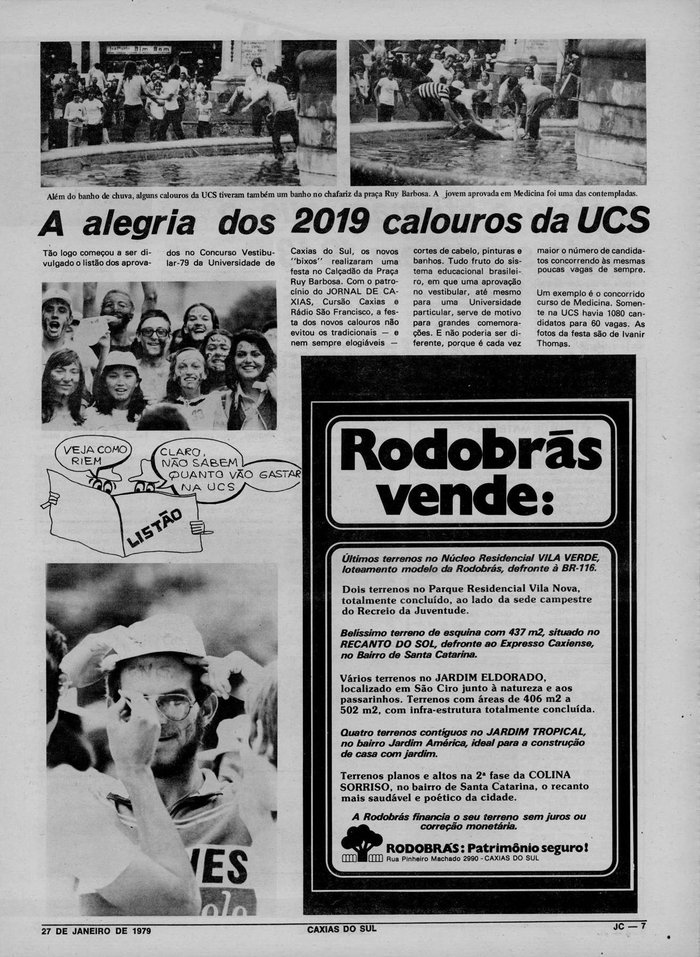 Além do banho de chuva, alguns calouros da UCS tiveram também um banho no chafariz da praça Ruy Barbosa. A jovem aprovada em Medicina foi uma das contempladas.
A alegria dos 2019 calouros da UCS
Tão logo começou a ser di-
vulgado o listão dos aprova-
dos no Concurso Vestibu-
lar-79 da Universidade de
Caxias do Sul, os novos
"bixos" realizaram uma
festa no Calçadão da Praça
Ruy Barbosa. Com o patro-
cínio do JORNAL DE CA-
XIAS, Cursão Caxias e
Rádio São Francisco, a fes-
ta dos novos calouros não
evitou os tradicionais — e
nem sempre elogiáveis —
cortes de cabelo, pinturas e
banhos. Tudo fruto do sis-
tema educacional brasilei-
ro, em que uma aprovação
no vestibular, até mesmo
para uma Universidade
particular, serve de motivo
para grandes comemora-
ções. E não poderia ser di-
ferente, porque é cada vez
maior o número de candida-
tos concorrendo às mesmas
poucas vagas de sempre.
Um exemplo é o concorrido
curso de Medicina. Somen-
te na UCS havia 1080 can-
didatos para 60 vagas. As
fotos da festa são de Ivanir
Thomas.
VEJA COMO
RIEM
CLARO,
NÃO SABEM
QUANTO VÃO GASTAR
NA UCS
LISTÃO
Rodobrás
vende:
Últimos terrenos no Núcleo Residencial VILA VERDE,
loteamento modelo da Rodobrás, defronte à BR-116.
Dois terrenos no Parque Residencial Vila Nova,
totalmente concluído, ao lado da sede campestre
do Recreio da Juventude.
Belíssimo terreno de esquina com 437 m2, situado no
RECANTO DO SOL, defronte ao Expresso Caxiense,
no Bairro de Santa Catarina.
Vários terrenos no JARDIM ELDORADO,
localizado em São Ciro junto à natureza e aos
passarinhos. Terrenos com áreas de 406 m2 a
502 m2, com infra-estrutura totalmente concluída.
Quatro terrenos contíguos no JARDIM TROPICAL,
no bairro Jardim América, ideal para a construção
de casa com jardim.
Terrenos planos e altos na 2ª fase da COLINA
SORRISO, no bairro de Santa Catarina, o recanto
mais saudável e poético da cidade.
A Rodobrás financia o seu terreno sem juros ou
correção monetária.
RODOBRÁS: Patrimônio seguro!
Rua Pinheiro Machado 2990 - CAXIAS DO SUL
27 DE JANEIRO DE 1979
CAXIAS DO SUL
JC — 7